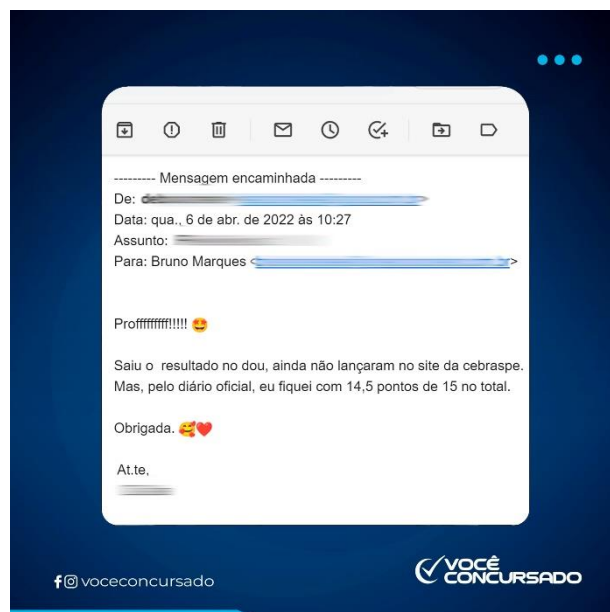 --------- Mensagem encaminhada ---------
De:
Data: qua., 6 de abr. de 2022 às 10:27
Assunto:
Para: Bruno Marques < >
Profffffffff!!!!! 🤩
Saiu o resultado no dou, ainda não lançaram no site da cebraspe.
Mas, pelo diário oficial, eu fiquei com 14,5 pontos de 15 no total.
Obrigada. 🥰❤️
At.te,
voceconcursado
VOCÊ
CONCURSADO